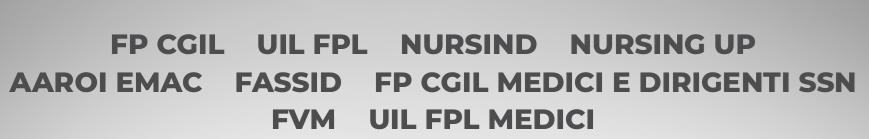 FP CGIL UIL FPL NURSIND NURSING UP
AAROI EMAC FASSID FP CGIL MEDICI E DIRIGENTI SSN
FVM UIL FPL MEDICI